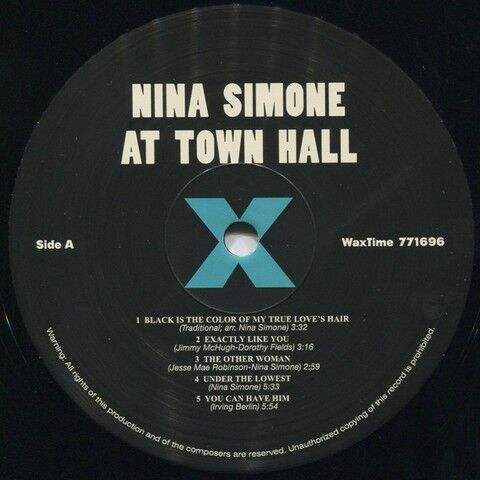 NINA SIMONE
AT TOWN HALL
X
Side A
WaxTime 771696
1 BLACK IS THE COLOR OF MY TRUE LOVE'S HAIR
(Traditional; arr. Nina Simone) 3:32
2 EXACTLY LIKE YOU
(Jimmy McHugh-Dorothy Fields) 3:16
3 THE OTHER WOMAN
(Jesse Mae Robinson-Nina Simone) 2:59
4 UNDER THE LOWEST
(Nina Simone) 5:33
5 YOU CAN HAVE HIM
(Irving Berlin) 5:54
Warning: All rights of this production and of the composers are reserved. Unauthorized copying of this record is prohibited.